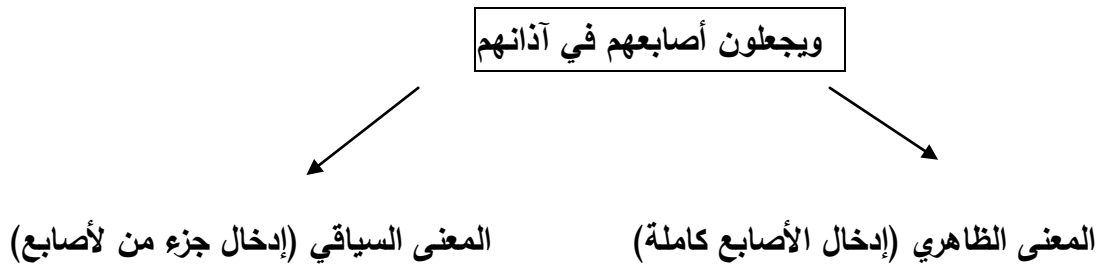 ويجعلون أصابعهم في آذانهم
المعنى الظاهري (إدخال الأصابع كاملة)
المعنى السياقي (إدخال جزء من لأصابع)